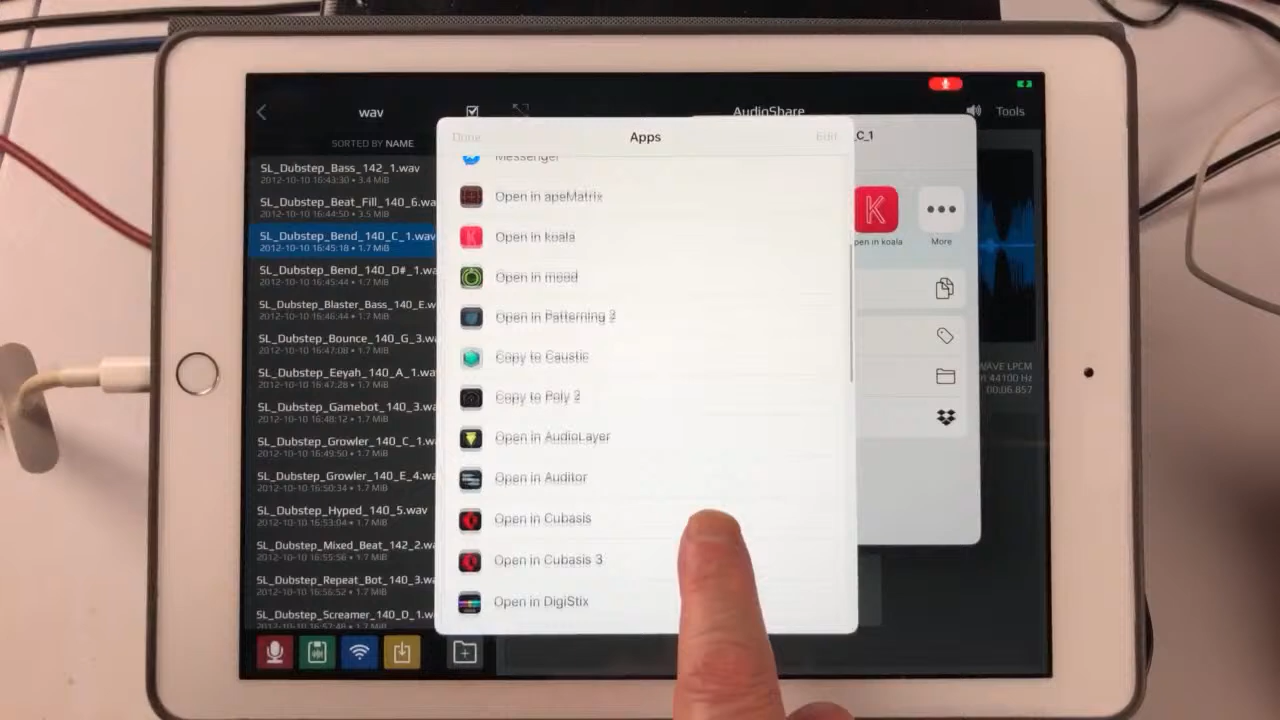 wav
AudioShare
Tools
SORTED BY NAME
SL_Dubstep_Bass_142_1.wav
2012-10-10 16:43:30 • 3.4 MiB
SL_Dubstep_Beat_Fill_140_6.wa
2012-10-10 16:44:50 • 3.5 MiB
SL_Dubstep_Bend_140_C_1.wav
2012-10-10 16:45:18 • 1.7 MiB
SL_Dubstep_Bend_140_D#_1.wa
2012-10-10 16:45:44 • 1.7 MiB
SL_Dubstep_Blaster_Bass_140_E.
2012-10-10 16:46:44 • 1.7 MiB
SL_Dubstep_Bounce_140_G_3.wa
2012-10-10 16:47:08 • 1.7 MiB
SL_Dubstep_Eeyah_140_A_1.wav
2012-10-10 16:47:28 • 1.7 MiB
SL_Dubstep_Gamebot_140_3.wa
2012-10-10 16:48:12 • 1.7 MiB
SL_Dubstep_Growler_140_C_1.w
2012-10-10 16:49:50 • 1.7 MiB
SL_Dubstep_Growler_140_E_4.w
2012-10-10 16:50:34 • 1.7 MiB
SL_Dubstep_Hyped_140_5.wav
2012-10-10 16:53:04 • 1.7 MiB
SL_Dubstep_Mixed_Beat_142_2.wa
2012-10-10 16:55:56 • 1.7 MiB
SL_Dubstep_Repeat_Bot_140_3.wa
2012-10-10 16:56:52 • 1.7 MiB
SL_Dubstep_Screamer_140_D_1.w
Done
Apps
Edit
Messenger
Open in apeMatrix
Open in koala
Open in mood
Open in Patterning 2
Copy to Caustic
Copy to Poly 2
Open in AudioLayer
Open in Auditor
Open in Cubasis
Open in Cubasis 3
Open in DigiStix
_C_1
K
pen in koala
More
WAVE LPCM
44100 Hz
00:06.857